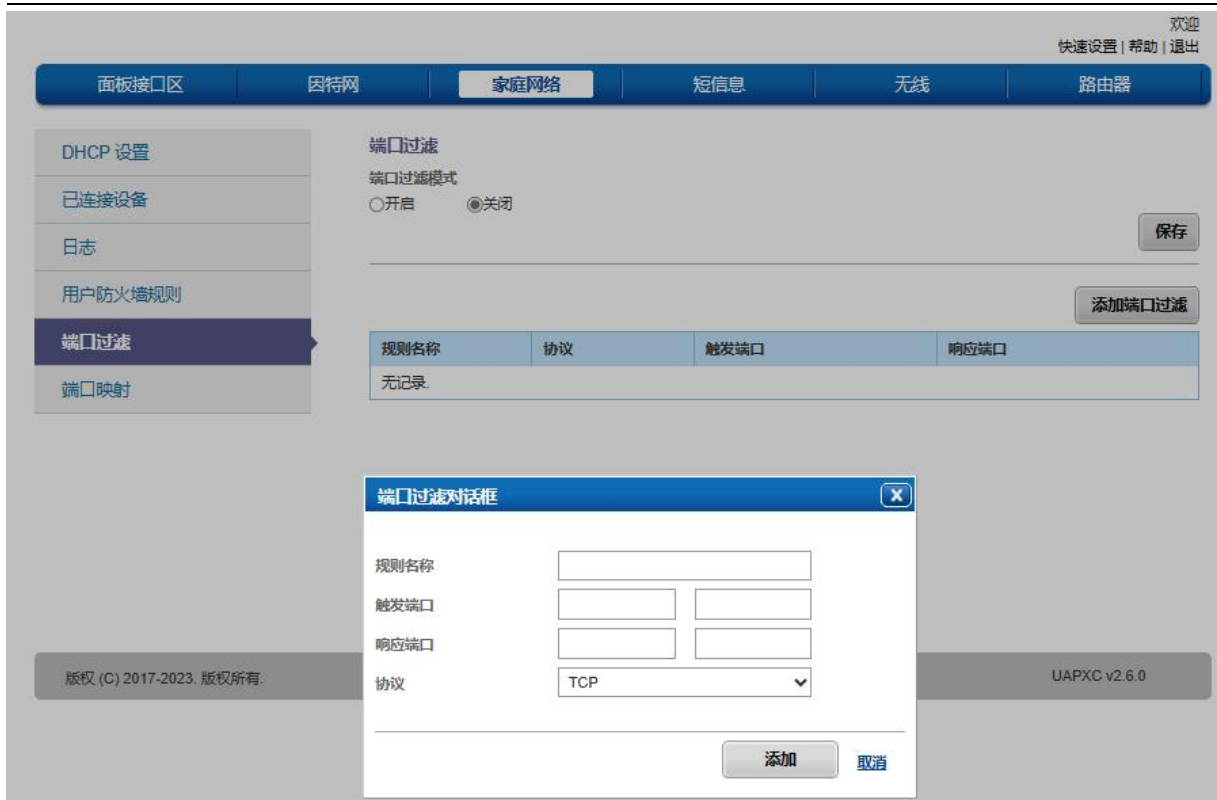 欢迎
快速设置 | 帮助 | 退出
面板接口区 因特网 家庭网络 短信息 无线 路由器
DHCP 设置
已连接设备
日志
用户防火墙规则
端口过滤
端口映射
端口过滤
端口过滤模式
开启 关闭
保存
添加端口过滤
规则名称 协议 触发端口 响应端口
无记录.
端口过滤对话框
规则名称
触发端口
响应端口
协议 TCP
添加 取消
版权 (C) 2017-2023. 版权所有. UAPXC v2.6.0